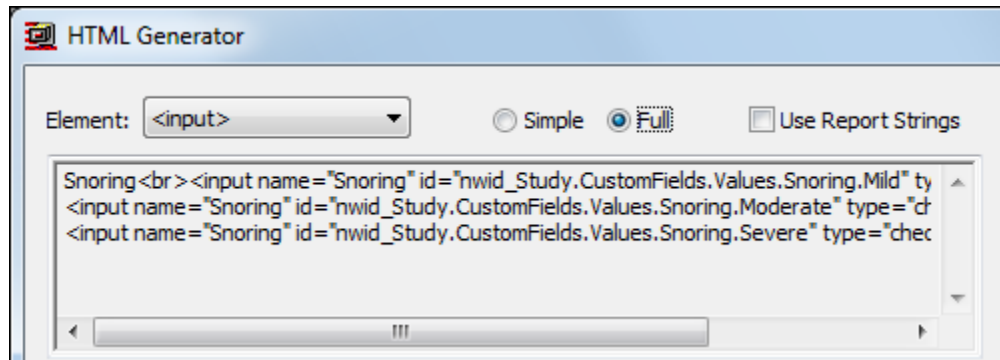 HTML Generator
Element: <input> Simple Full Use Report Strings
Snoring<br><input name="Snoring" id="nwid_Study.CustomFields.Values.Snoring.Mild" ty
<input name="Snoring" id="nwid_Study.CustomFields.Values.Snoring.Moderate" type="ch
<input name="Snoring" id="nwid_Study.CustomFields.Values.Snoring.Severe" type="chec